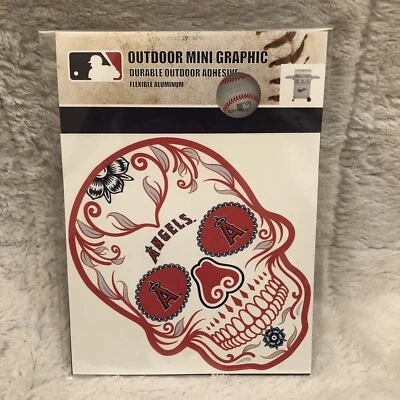 OUTDOOR MINI GRAPHIC
DURABLE OUTDOOR ADHESIVE
FLEXIBLE ALUMINUM
ANGELS
A
A